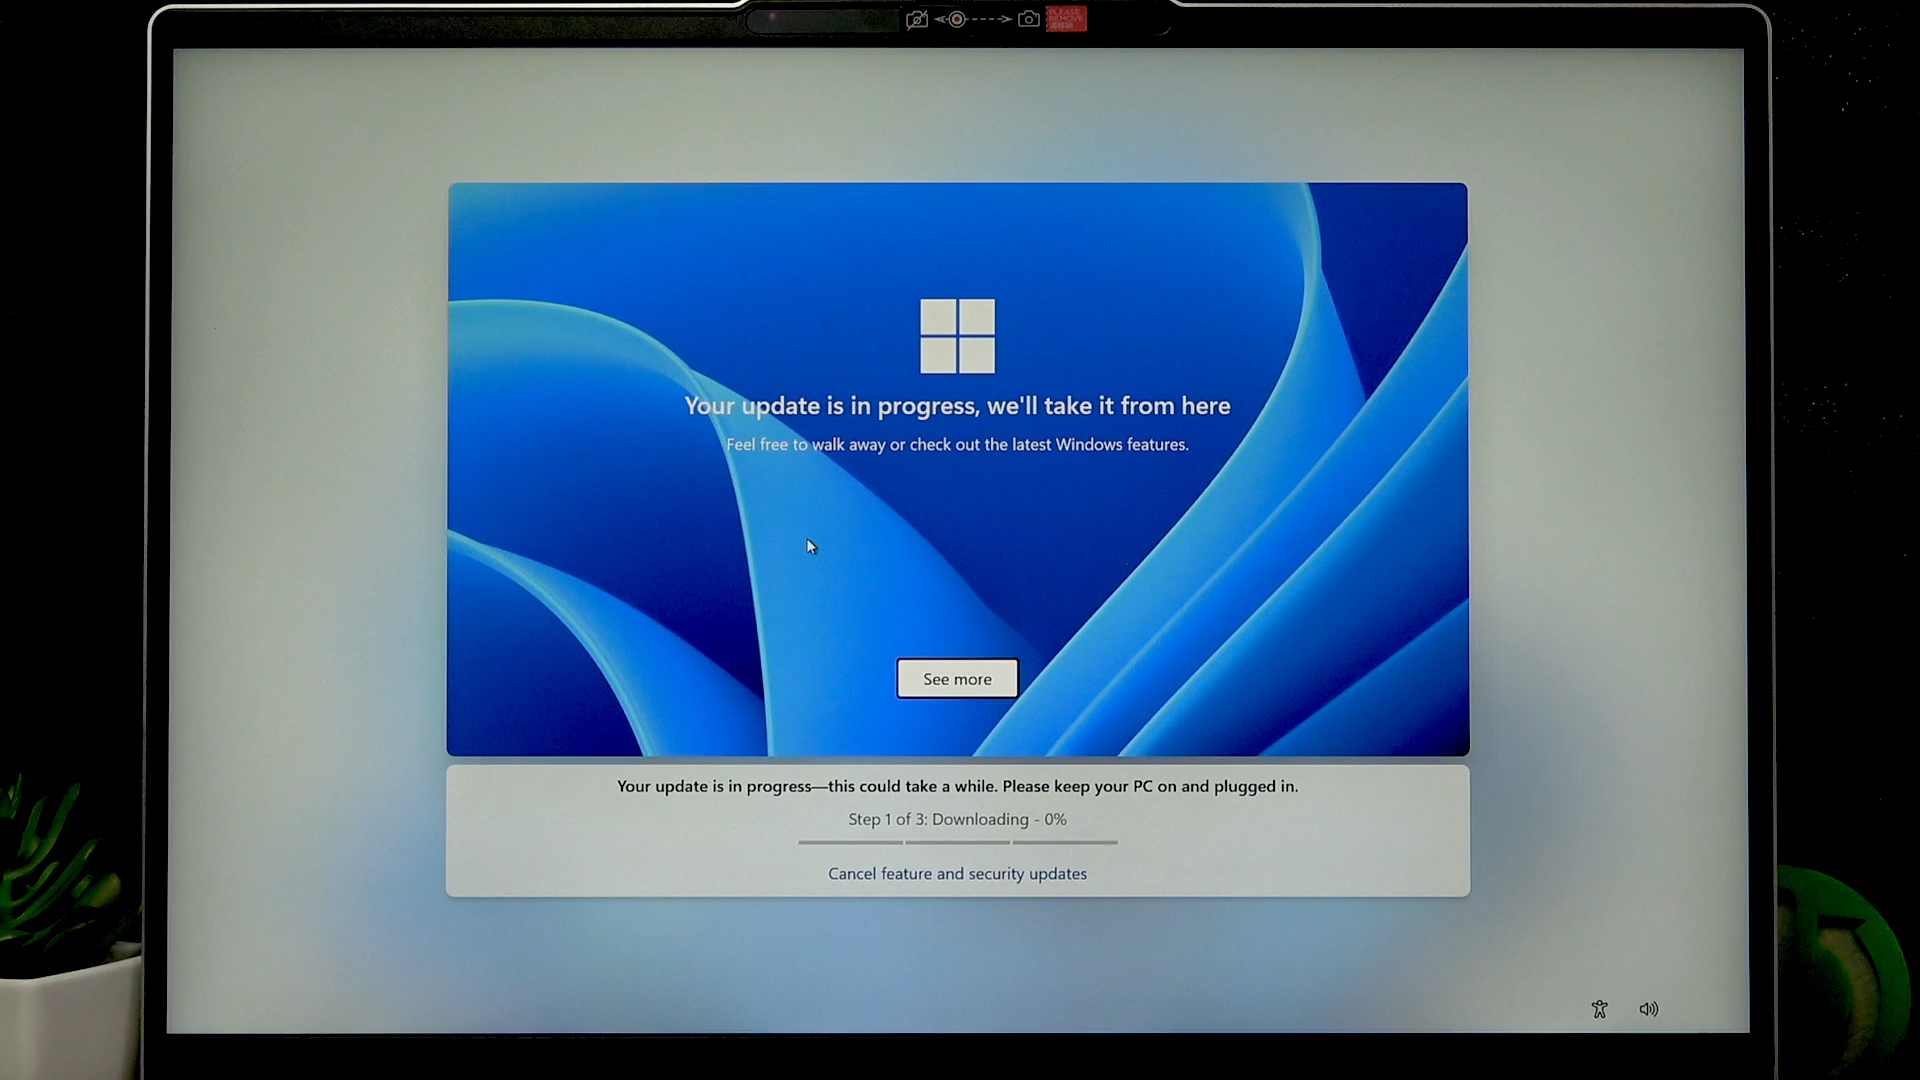 PLEASE
REMOVE
Your update is in progress, we'll take it from here
Feel free to walk away or check out the latest Windows features.
See more
Your update is in progress—this could take a while. Please keep your PC on and plugged in.
Step 1 of 3: Downloading - 0%
Cancel feature and security updates